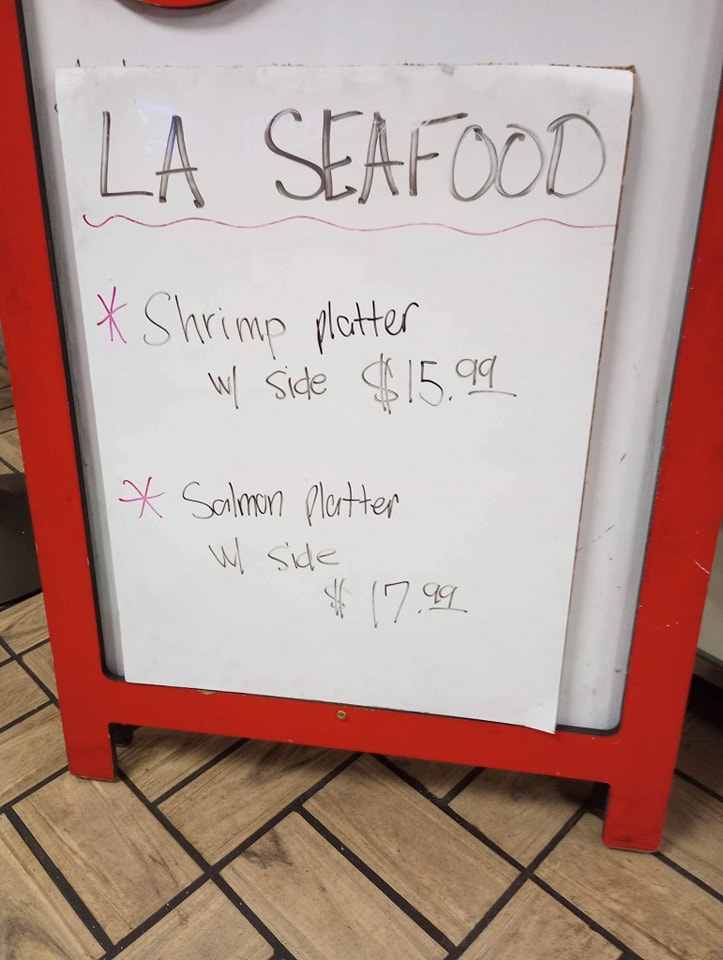 LA SEAFOOD
* Shrimp platter
w/ side $15.99
* Salmon platter
w/ side
$17.99